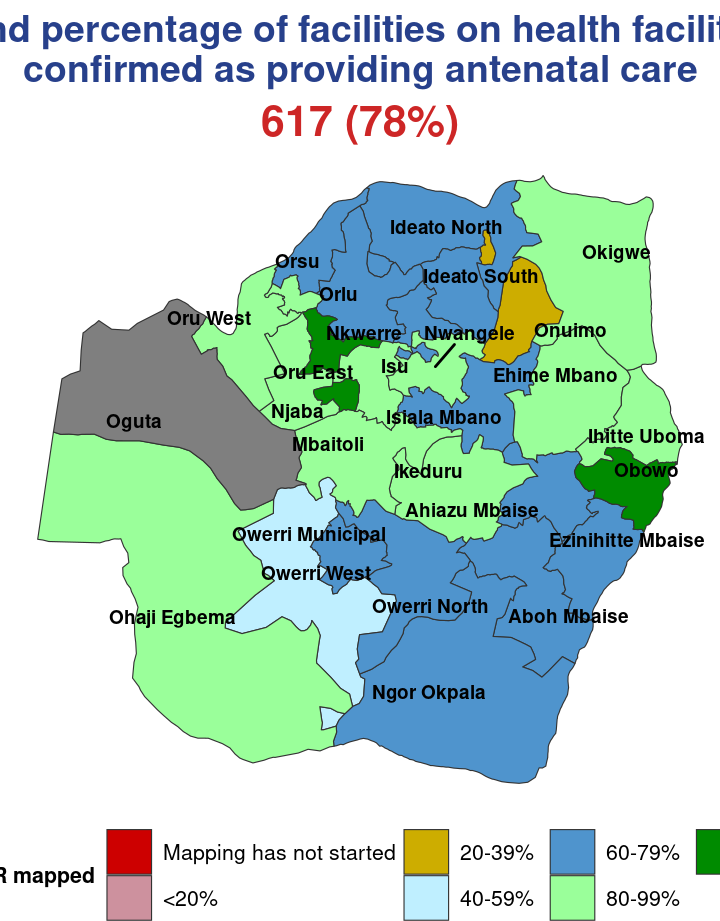 nd percentage of facilities on health facilit
confirmed as providing antenatal care
617 (78%)
Ideato North
Okigwe
Orsu
Ideato South
Orlu
Oru West
Nkwerre
Nwangele
Onuimo
Isu
Oru East
Ehime Mbano
Njaba
Isiala Mbano
Oguta
Ihitte Uboma
Mbaitoli
Ikeduru
Obowo
Ahiazu Mbaise
Owerri Municipal
Ezinihitte Mbaise
Owerri West
Owerri North
Ohaji Egbema
Aboh Mbaise
Ngor Okpala
R mapped
Mapping has not started
20-39%
60-79%
<20%
40-59%
80-99%